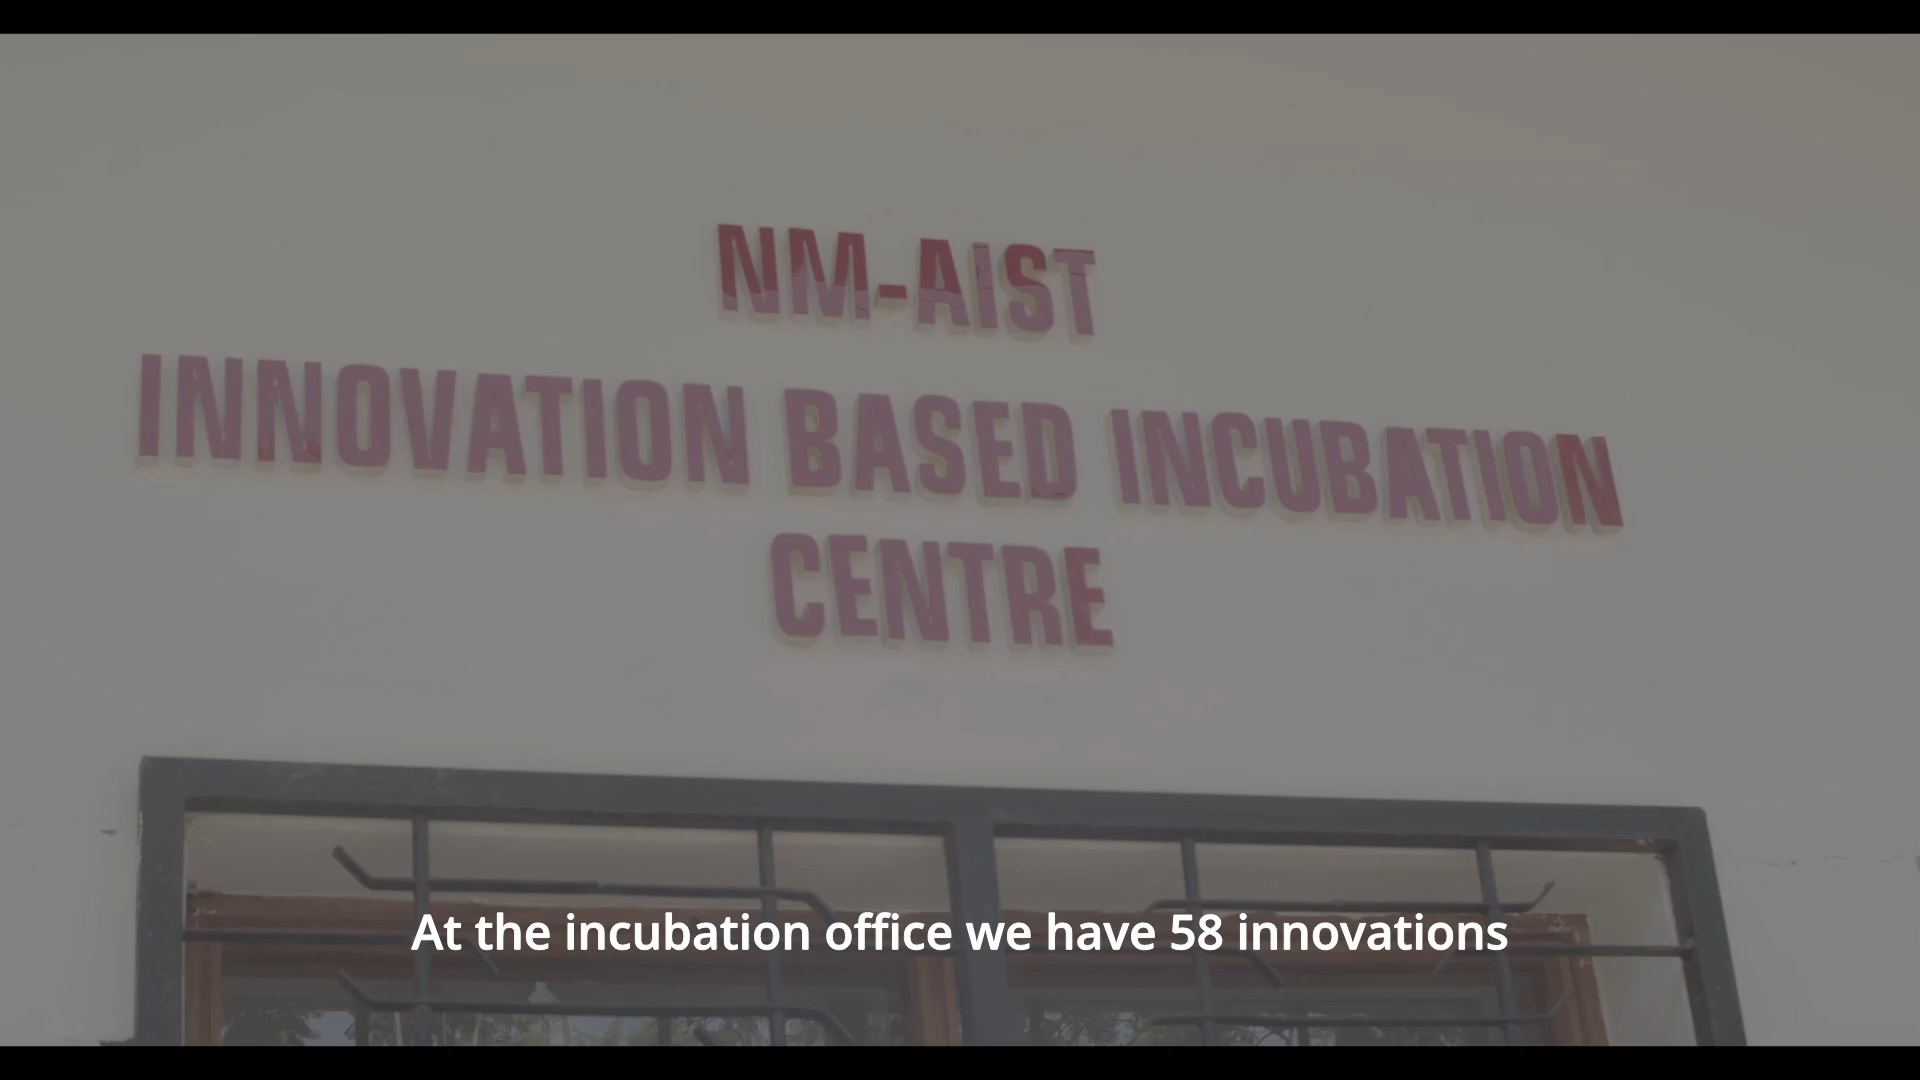 NM-AIST
INNOVATION BASED INCUBATION
CENTRE
At the incubation office we have 58 innovations